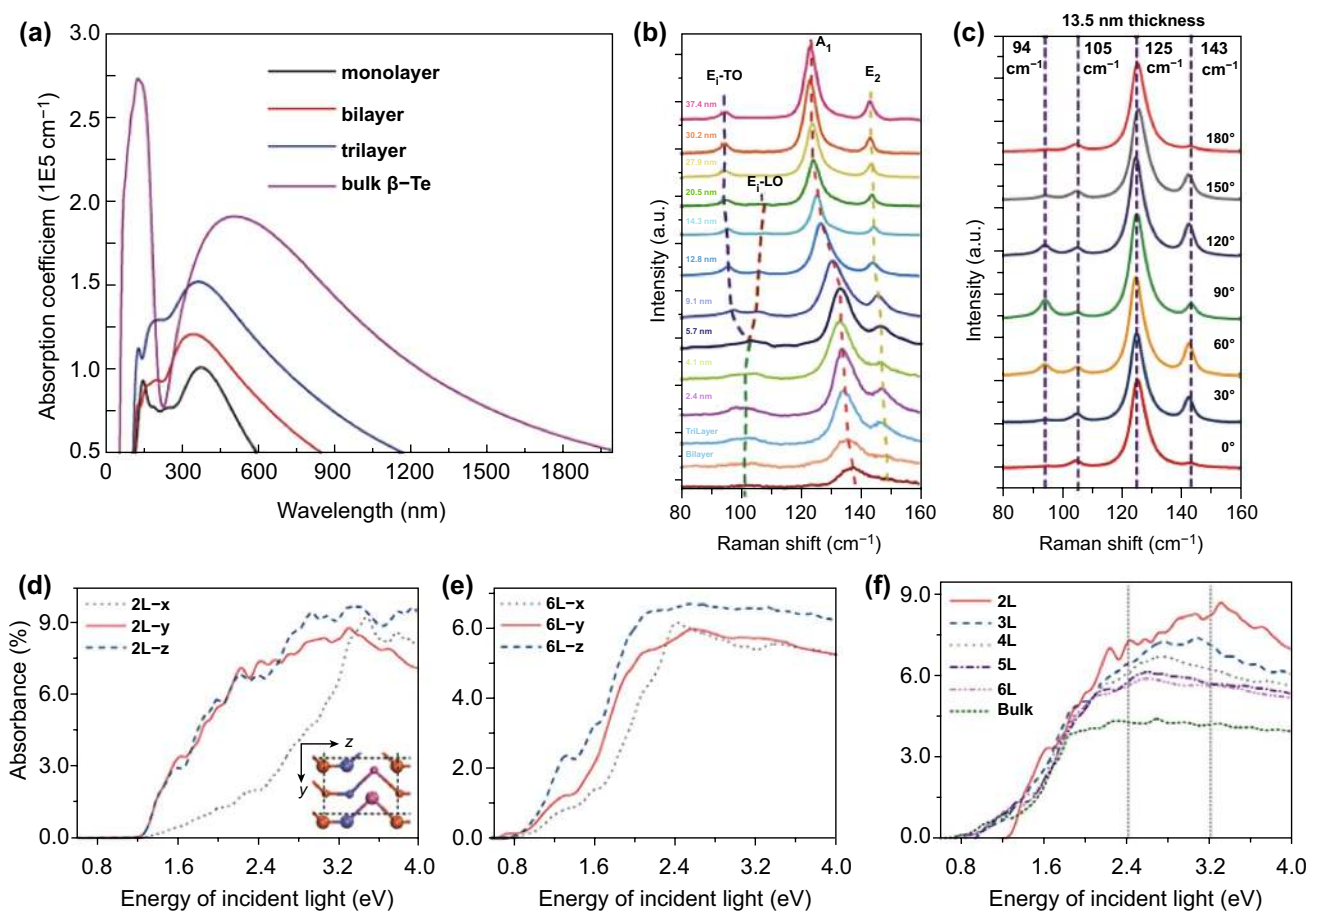 (a)
3.0
2.5
2.0
1.5
1.0
0.5
Absorption coefficiem (1E5 cm⁻¹)
monolayer
bilayer
trilayer
bulk β−Te
0 300 600 900 1200 1500 1800
Wavelength (nm)
(b)
A₁
Eᵢ-TO
E₂
Eᵢ-LO
37.4 nm
30.2 nm
27.9 nm
20.5 nm
14.3 nm
12.8 nm
9.1 nm
5.7 nm
4.1 nm
2.4 nm
TriLayer
Bilayer
Intensity (a.u.)
80 100 120 140 160
Raman shift (cm⁻¹)
(c)
13.5 nm thickness
94 cm⁻¹
105 cm⁻¹
125 cm⁻¹
143 cm⁻¹
180°
150°
120°
90°
60°
30°
0°
Intensity (a.u.)
80 100 120 140 160
Raman shift (cm⁻¹)
(d)
2L−x
2L−y
2L−z
9.0
6.0
3.0
0.0
Absorbance (%)
z
y
0.8 1.6 2.4 3.2 4.0
Energy of incident light (eV)
(e)
6L−x
6L−y
6L−z
6.0
4.0
2.0
0.0
0.8 1.6 2.4 3.2 4.0
Energy of incident light (eV)
(f)
2L
3L
4L
5L
6L
Bulk
9.0
6.0
3.0
0.0
0.8 1.6 2.4 3.2 4.0
Energy of incident light (eV)